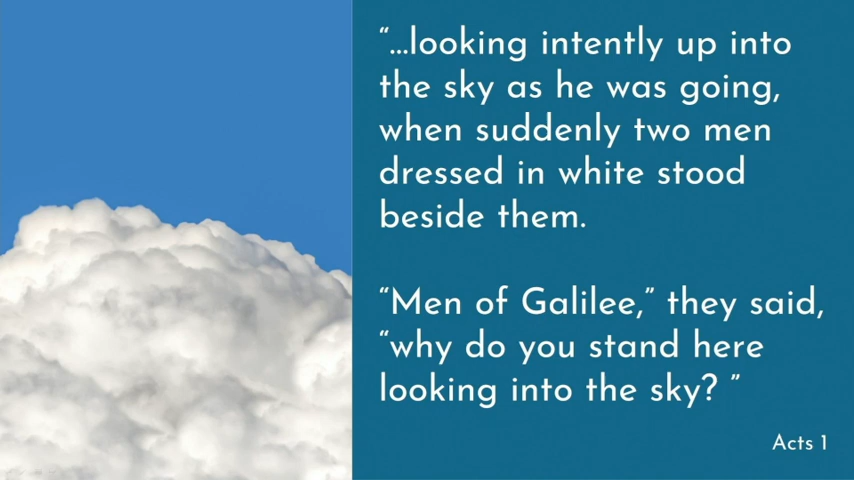 “...looking intently up into
the sky as he was going,
when suddenly two men
dressed in white stood
beside them.
“Men of Galilee,” they said,
“why do you stand here
looking into the sky? ”
Acts 1